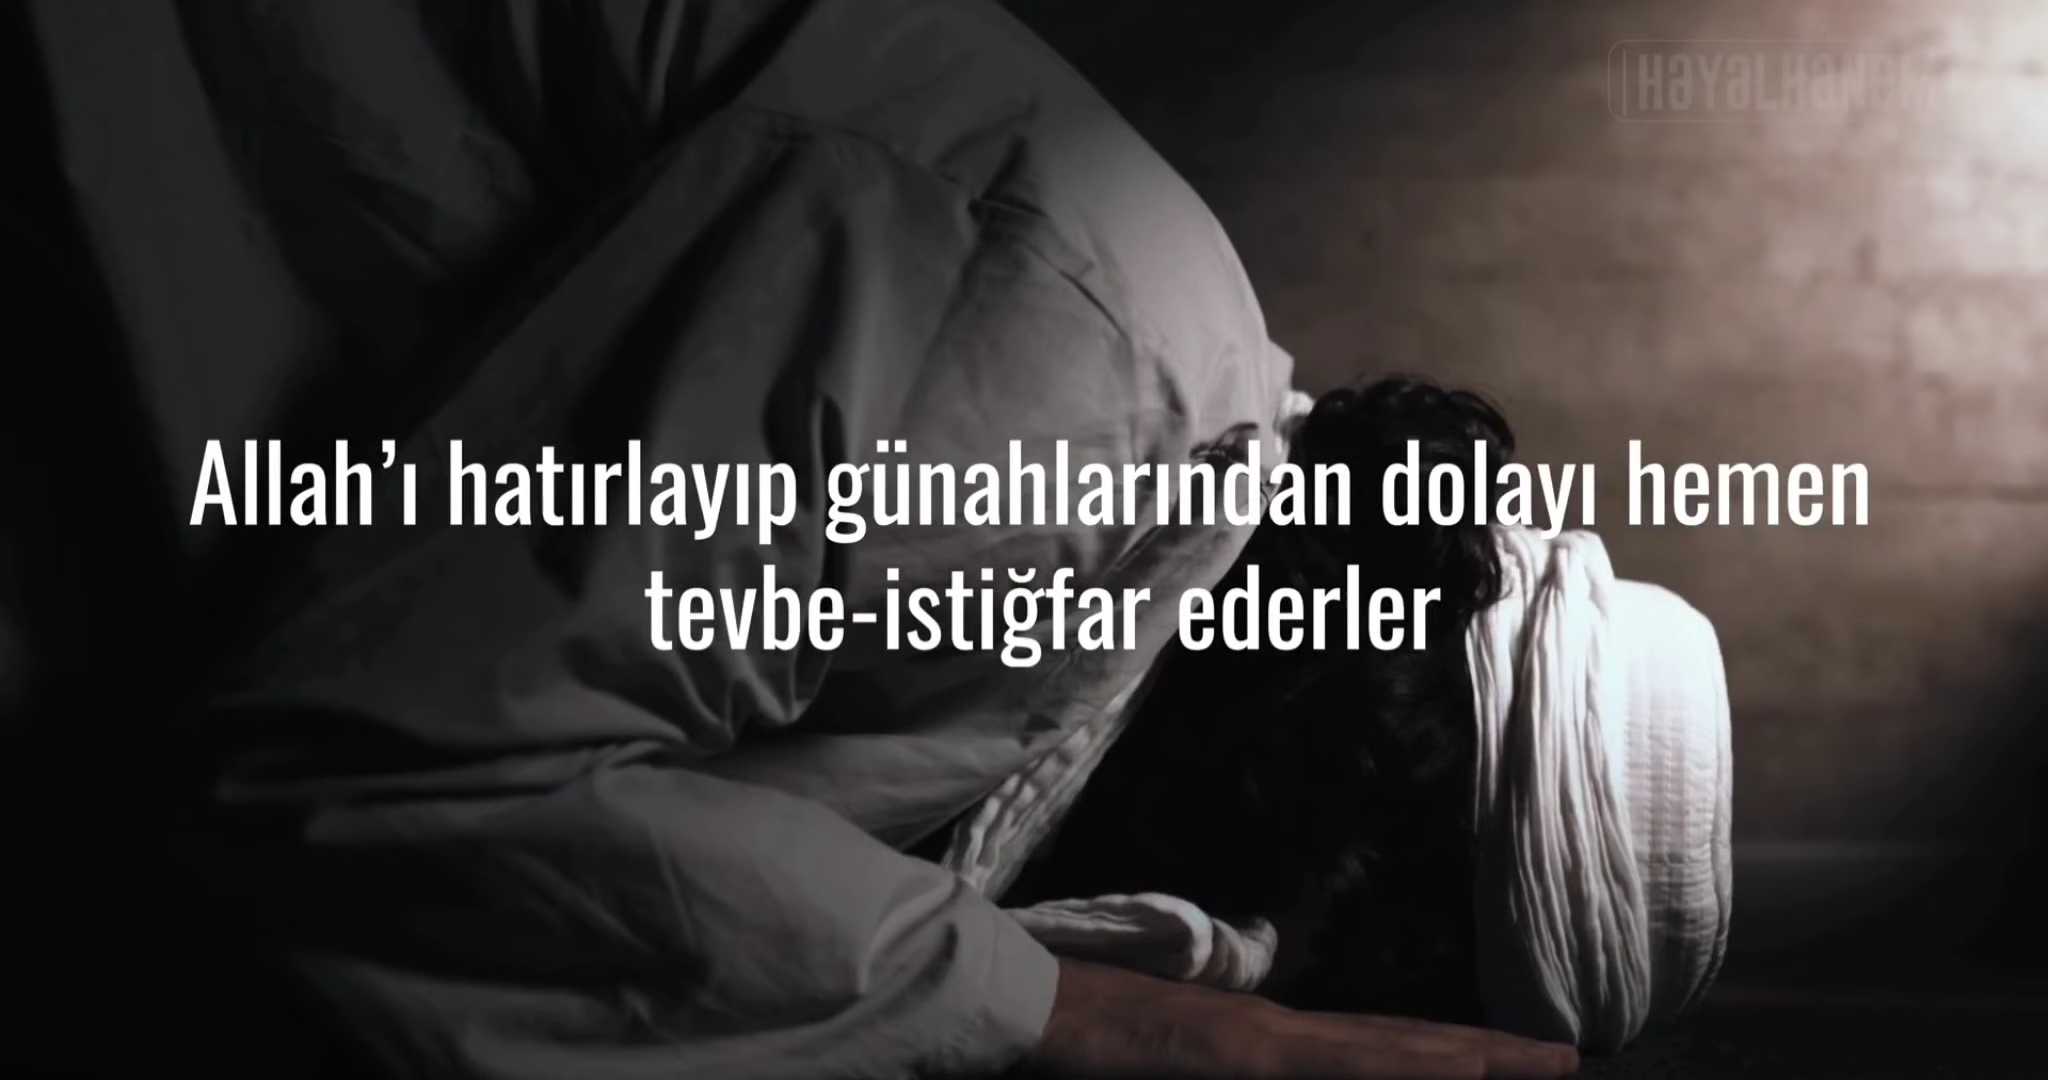 HAYALHANEM
Allah’ı hatırlayıp günahlarından dolayı hemen
tevbe-istiğfar ederler